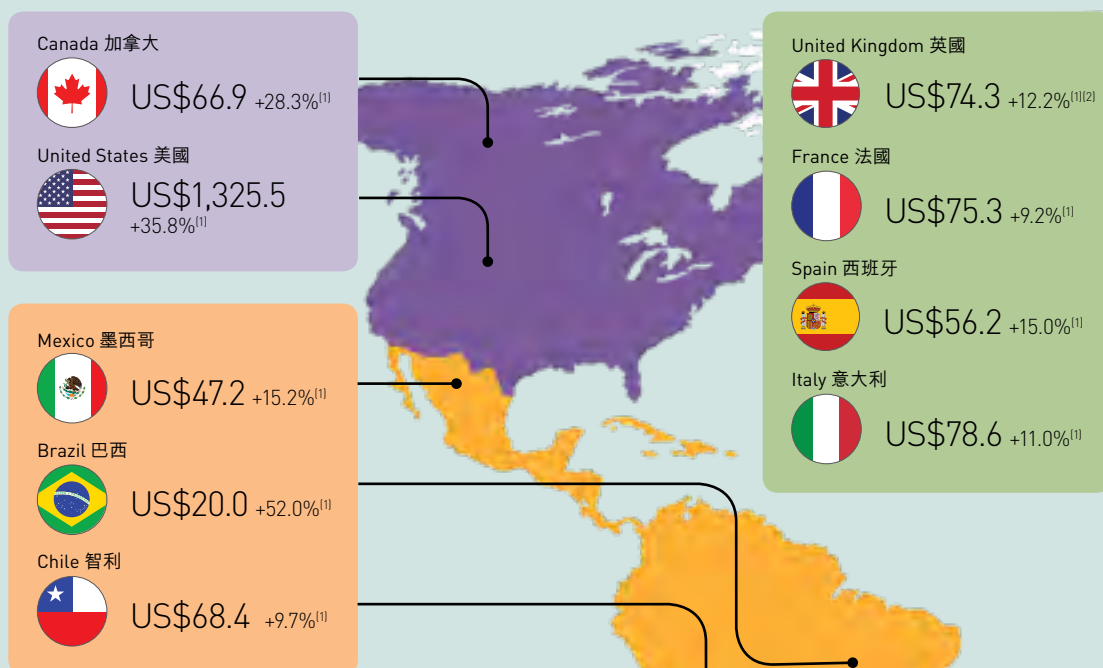 Canada 加拿大
US$66.9 +28.3%[1]
United States 美國
US$1,325.5
+35.8%[1]
Mexico 墨西哥
US$47.2 +15.2%[1]
Brazil 巴西
US$20.0 +52.0%[1]
Chile 智利
US$68.4 +9.7%[1]
United Kingdom 英國
US$74.3 +12.2%[1][2]
France 法國
US$75.3 +9.2%[1]
Spain 西班牙
US$56.2 +15.0%[1]
Italy 意大利
US$78.6 +11.0%[1]